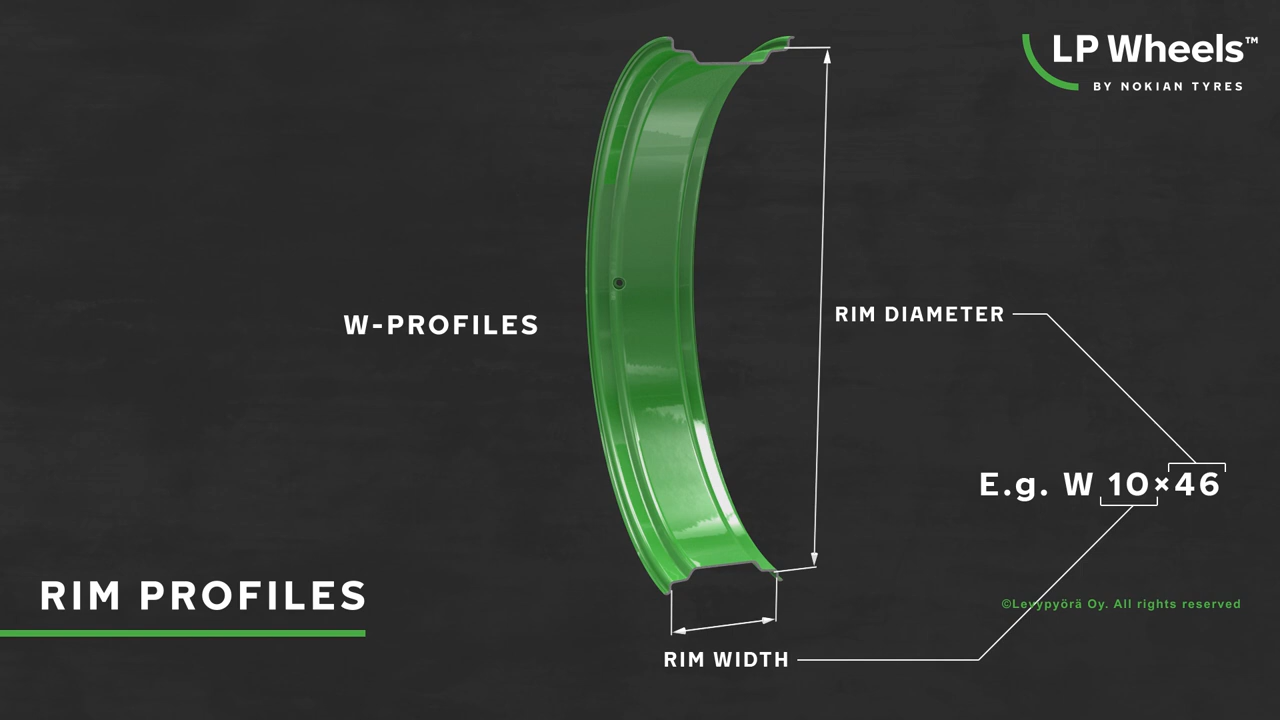 LP Wheels™
BY NOKIAN TYRES
W-PROFILES
RIM DIAMETER
E.g. W 10×46
RIM PROFILES
©Levypyörä Oy. All rights reserved
RIM WIDTH